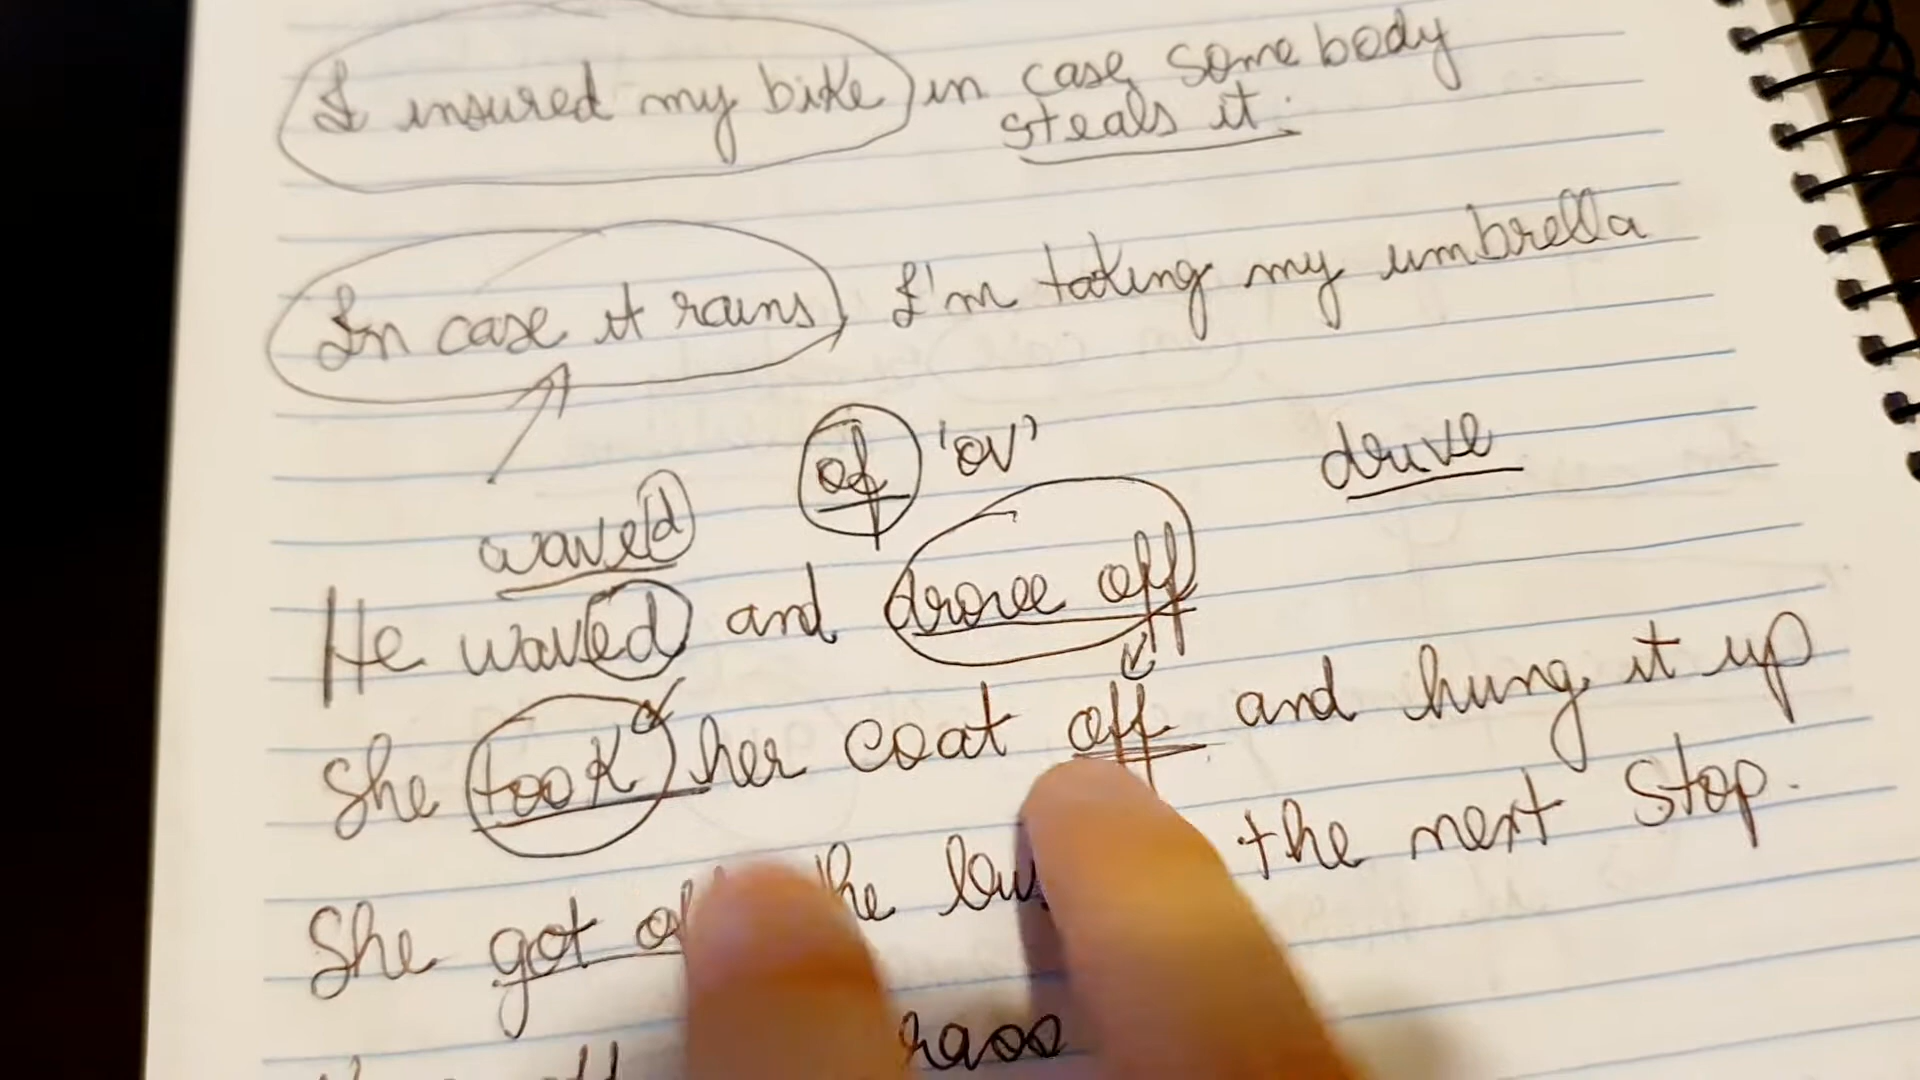 I insured my bike in case somebody
steals it.
In case it rains, I'm taking my umbrella
of 'ov' drive
waved
He waved and drove off
She took her coat off and hung it up
She got the the next stop.